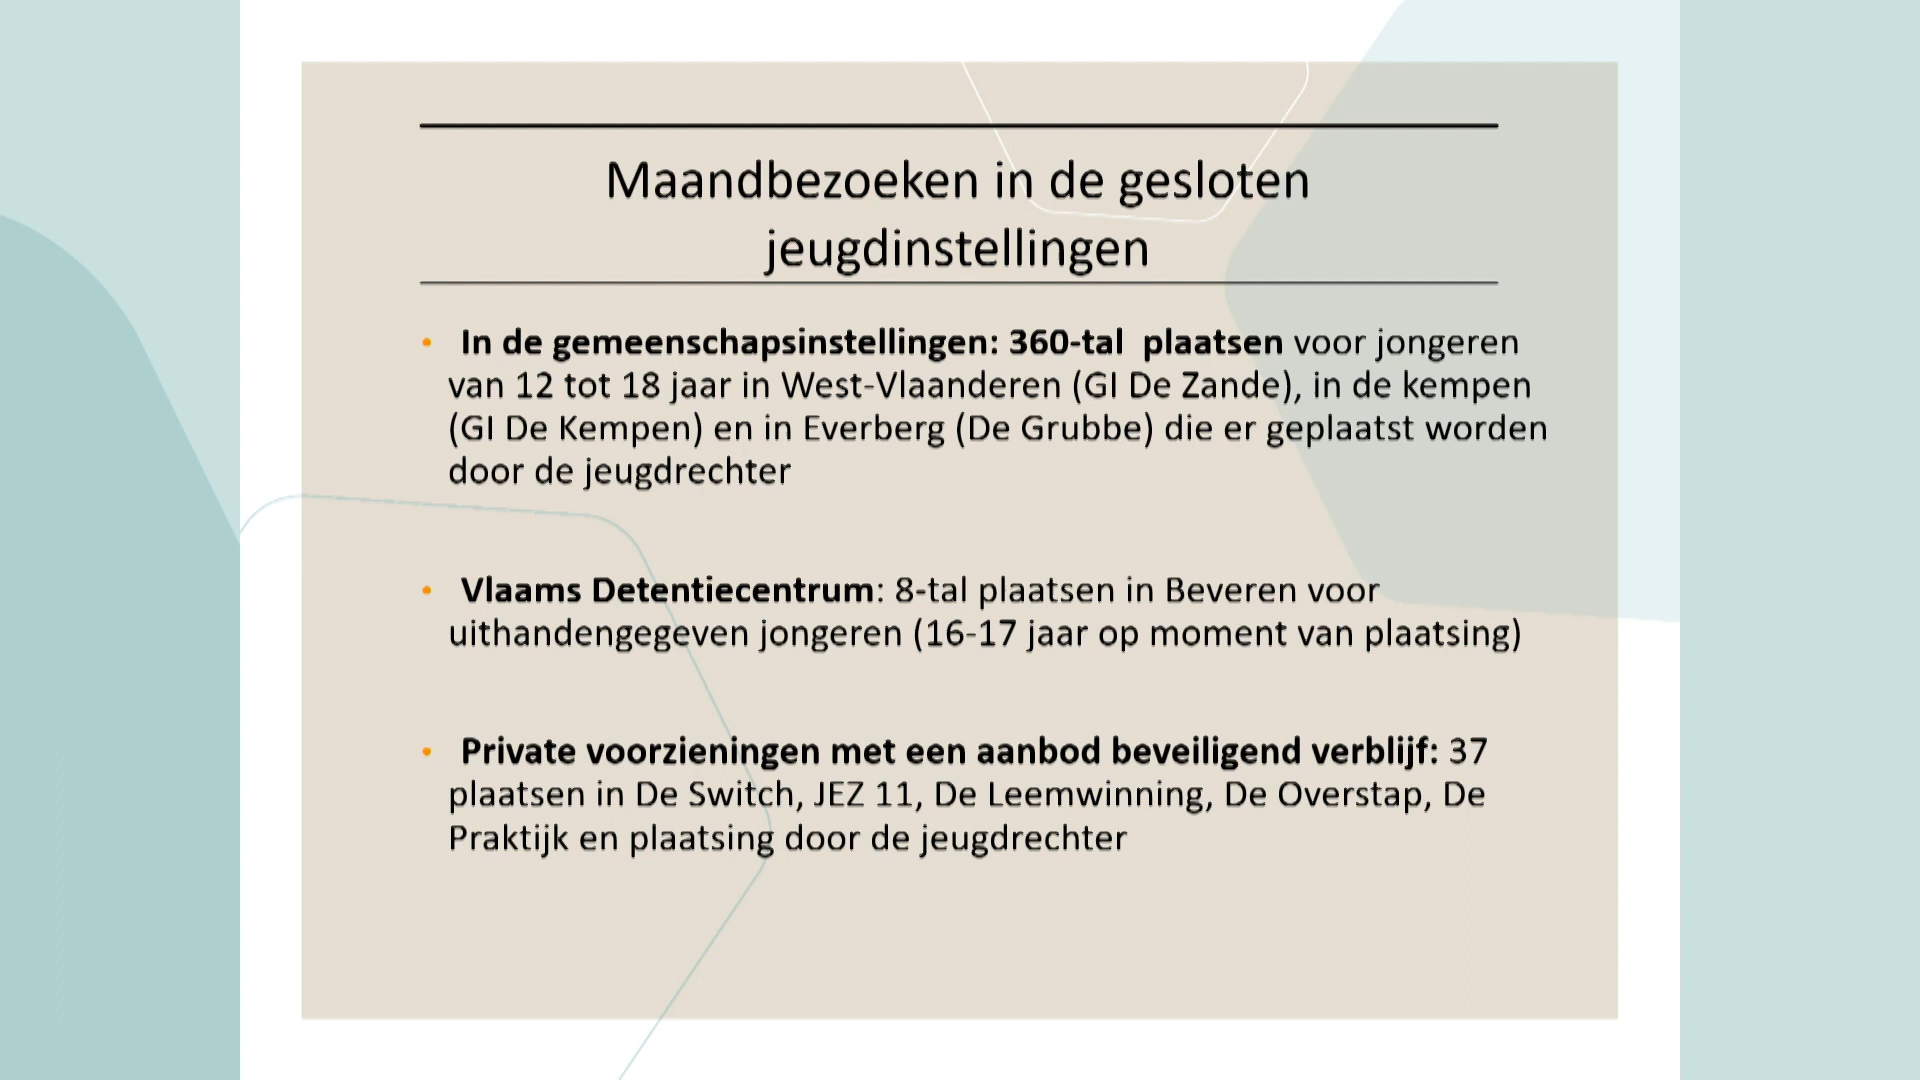 Maandbezoeken in de gesloten
jeugdinstellingen
• In de gemeenschapsinstellingen: 360-tal plaatsen voor jongeren
van 12 tot 18 jaar in West-Vlaanderen (GI De Zande), in de kempen
(GI De Kempen) en in Everberg (De Grubbe) die er geplaatst worden
door de jeugdrechter
• Vlaams Detentiecentrum: 8-tal plaatsen in Beveren voor
uithandengegeven jongeren (16-17 jaar op moment van plaatsing)
• Private voorzieningen met een aanbod beveiligend verblijf: 37
plaatsen in De Switch, JEZ 11, De Leemwinning, De Overstap, De
Praktijk en plaatsing door de jeugdrechter